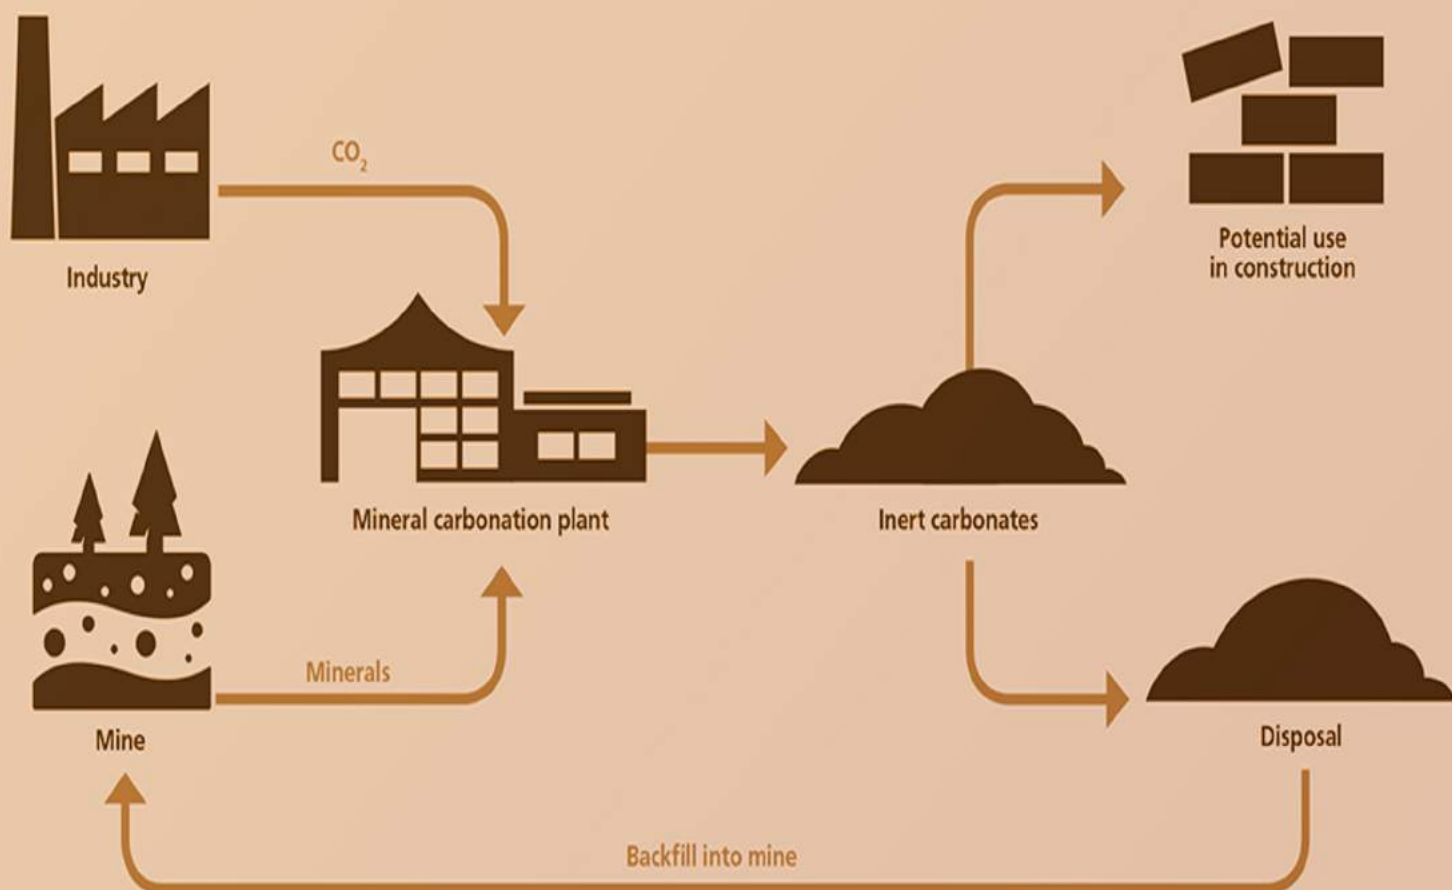 CO₂
Industry
Potential use
in construction
Mineral carbonation plant
Inert carbonates
Minerals
Mine
Disposal
Backfill into mine